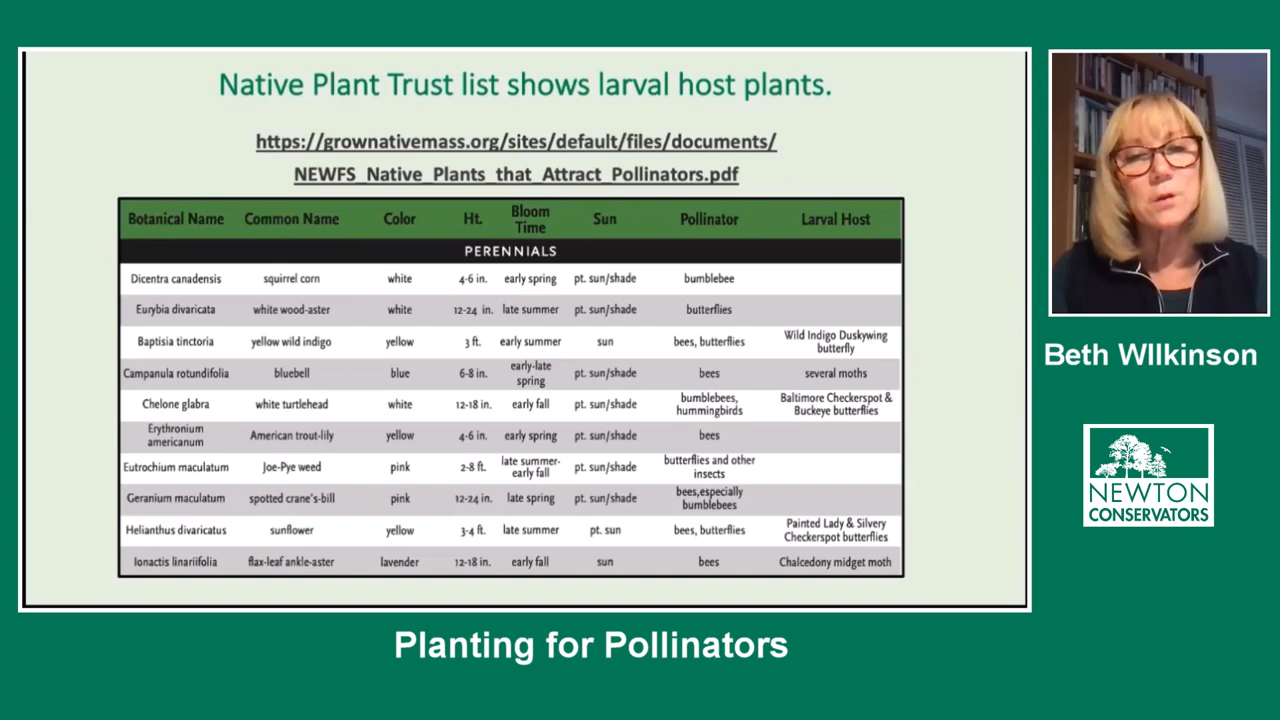 Native Plant Trust list shows larval host plants.
https://grownativemass.org/sites/default/files/documents/
NEWFS_Native_Plants_that_Attract_Pollinators.pdf
Botanical Name Common Name Color Ht. Bloom Time Sun Pollinator Larval Host
PERENNIALS
Dicentra canadensis squirrel corn white 4-6 in. early spring pt. sun/shade bumblebee
Eurybia divaricata white wood-aster white 12-24 in. late summer pt. sun/shade butterflies
Baptisia tinctoria yellow wild indigo yellow 3 ft. early summer sun bees, butterflies Wild Indigo Duskywing butterfly
Campanula rotundifolia bluebell blue 6-8 in. early-late spring pt. sun/shade bees several moths
Chelone glabra white turtlehead white 12-18 in. early fall pt. sun/shade bumblebees, hummingbirds Baltimore Checkerspot & Buckeye butterflies
Erythronium americanum American trout-lily yellow 4-6 in. early spring pt. sun/shade bees
Eutrochium maculatum Joe-Pye weed pink 2-8 ft. late summer-early fall pt. sun/shade butterflies and other insects
Geranium maculatum spotted crane's-bill pink 12-24 in. late spring pt. sun/shade bees,especially bumblebees
Helianthus divaricatus sunflower yellow 3-4 ft. late summer pt. sun bees, butterflies Painted Lady & Silvery Checkerspot butterflies
Ionactis linariifolia flax-leaf ankle-aster lavender 12-18 in. early fall sun bees Chalcedony midget moth
Beth WIlkinson
NEWTON
CONSERVATORS
Planting for Pollinators